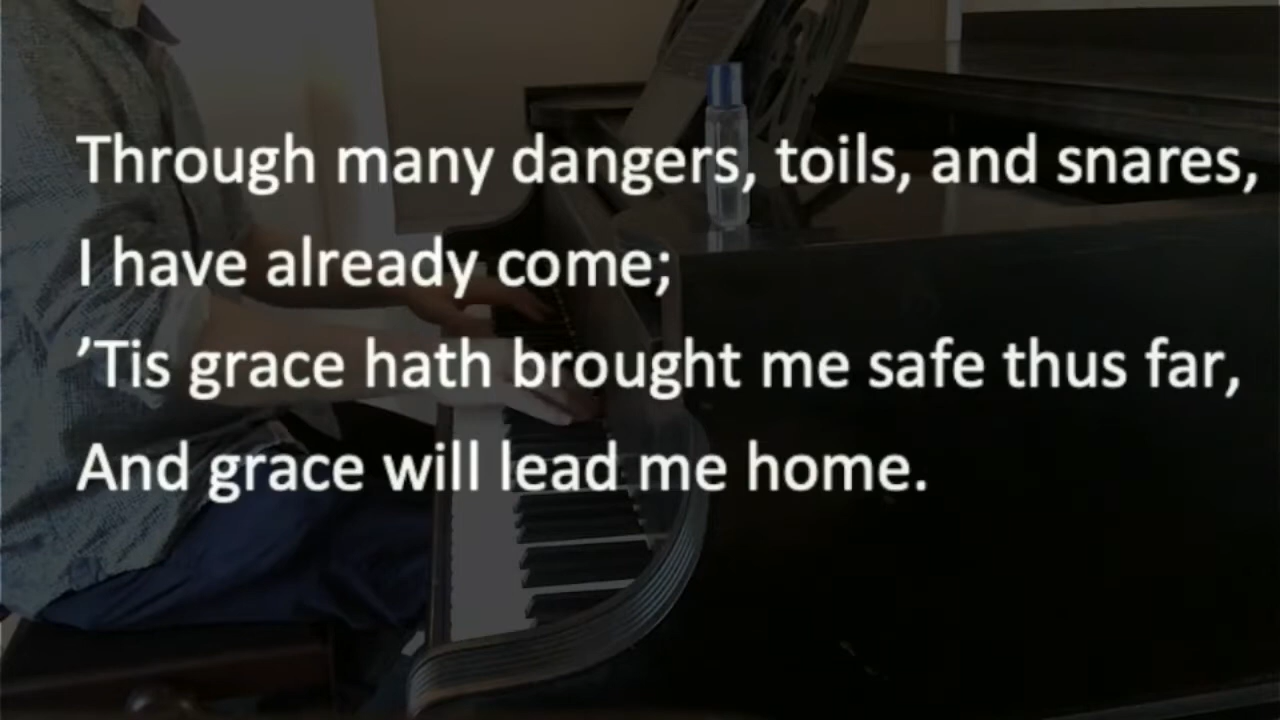 Through many dangers, toils, and snares,
I have already come;
’Tis grace hath brought me safe thus far,
And grace will lead me home.